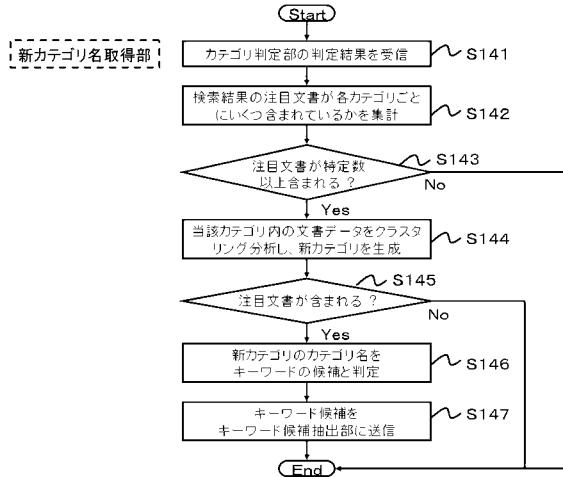 Start
新カテゴリ名取得部
カテゴリ判定部の判定結果を受信
S141
検索結果の注目文書が各カテゴリごと
にいくつ含まれているかを集計
S142
注目文書が特定数
以上含まれる？
S143
No
Yes
当該カテゴリ内の文書データをクラスタ
リング分析し、新カテゴリを生成
S144
S145
注目文書が含まれる？
No
Yes
新カテゴリのカテゴリ名を
キーワードの候補と判定
S146
キーワード候補を
キーワード候補抽出部に送信
S147
End